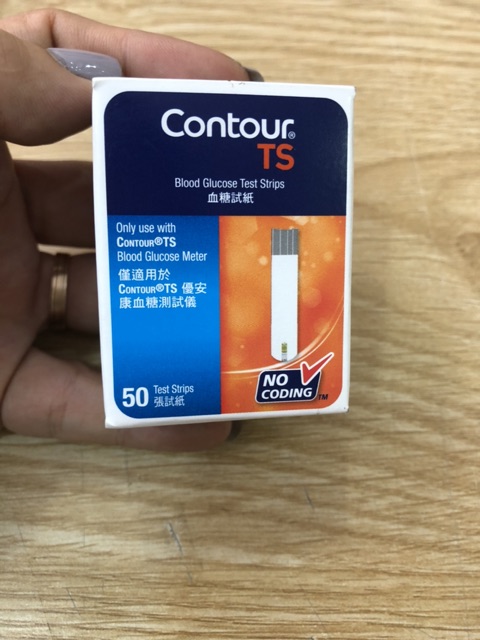 Contour®
TS
Blood Glucose Test Strips
血糖試紙
Only use with
CONTOUR®TS
Blood Glucose Meter
僅適用於
CONTOUR®TS 優安
康血糖測試儀
50 Test Strips
張試紙
NO
CODING™